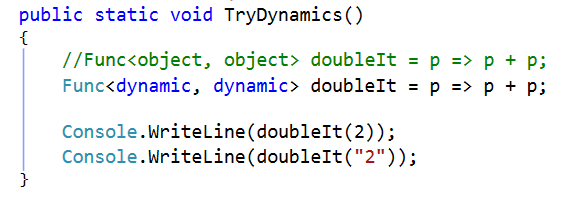 public static void TryDynamics()
{
    //Func<object, object> doubleIt = p => p + p;
    Func<dynamic, dynamic> doubleIt = p => p + p;
    Console.WriteLine(doubleIt(2));
    Console.WriteLine(doubleIt("2"));
}